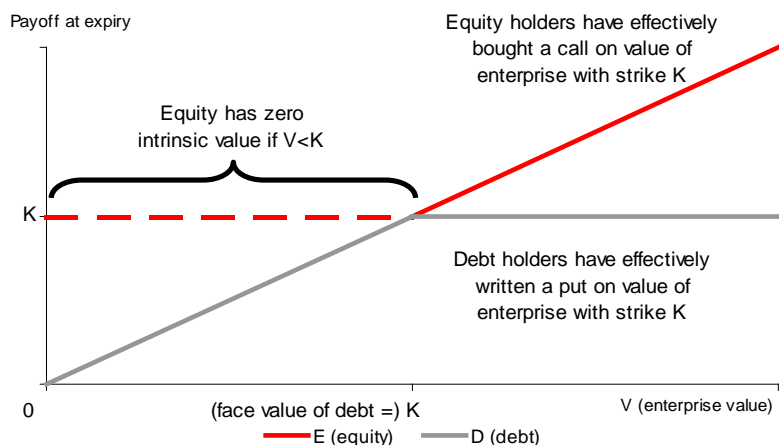 Payoff at expiry
Equity holders have effectively
bought a call on value of
enterprise with strike K
Equity has zero
intrinsic value if V<K
K
Debt holders have effectively
written a put on value of
enterprise with strike K
0
(face value of debt =) K
V (enterprise value)
E (equity)
D (debt)